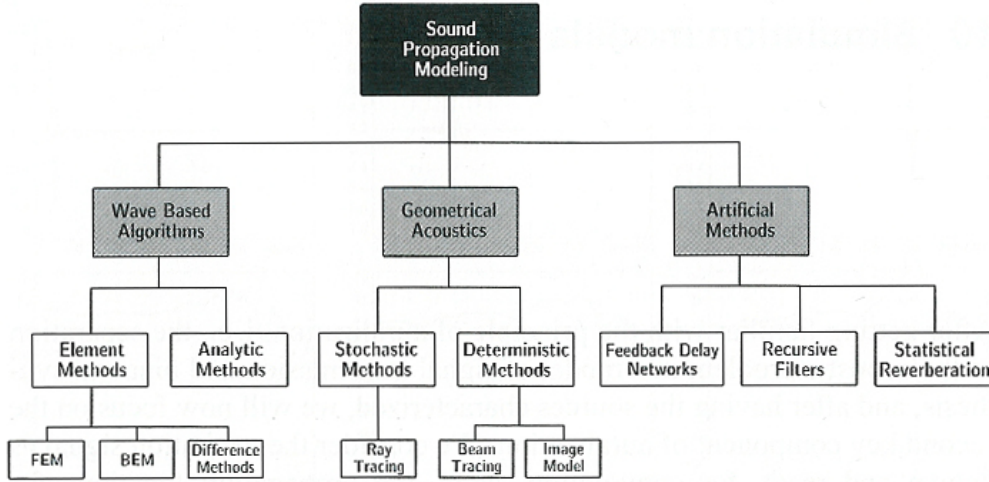 Sound
Propagation
Modeling
Wave Based
Algorithms
Geometrical
Acoustics
Artificial
Methods
Element
Methods
Analytic
Methods
Stochastic
Methods
Deterministic
Methods
Feedback Delay
Networks
Recursive
Filters
Statistical
Reverberation
FEM
BEM
Difference
Methods
Ray
Tracing
Beam
Tracing
Image
Model